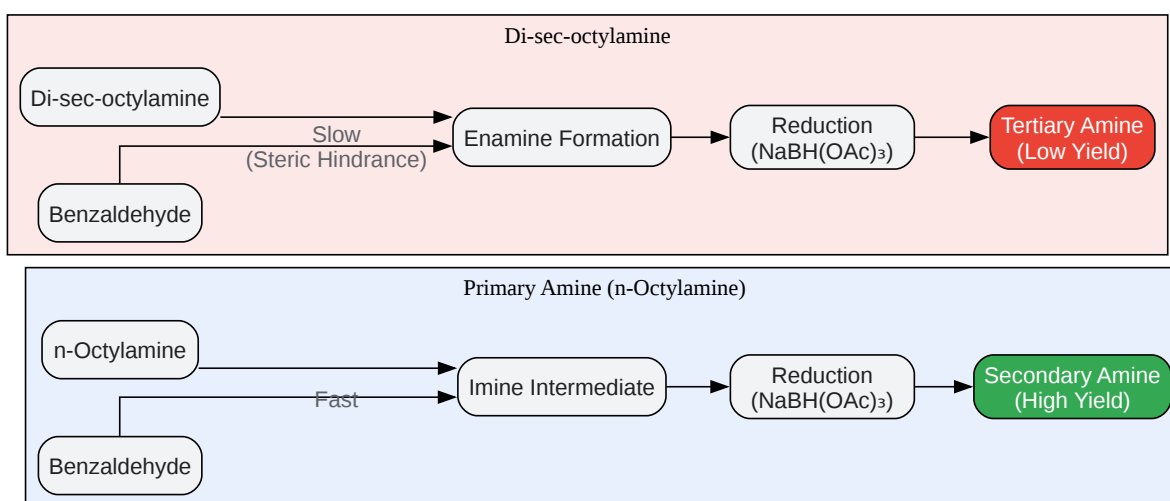 Di-sec-octylamine
Di-sec-octylamine
Slow
(Steric Hindrance)
Benzaldehyde
Enamine Formation
Reduction
(NaBH(OAc)₃)
Tertiary Amine
(Low Yield)
Primary Amine (n-Octylamine)
n-Octylamine
Fast
Benzaldehyde
Imine Intermediate
Reduction
(NaBH(OAc)₃)
Secondary Amine
(High Yield)